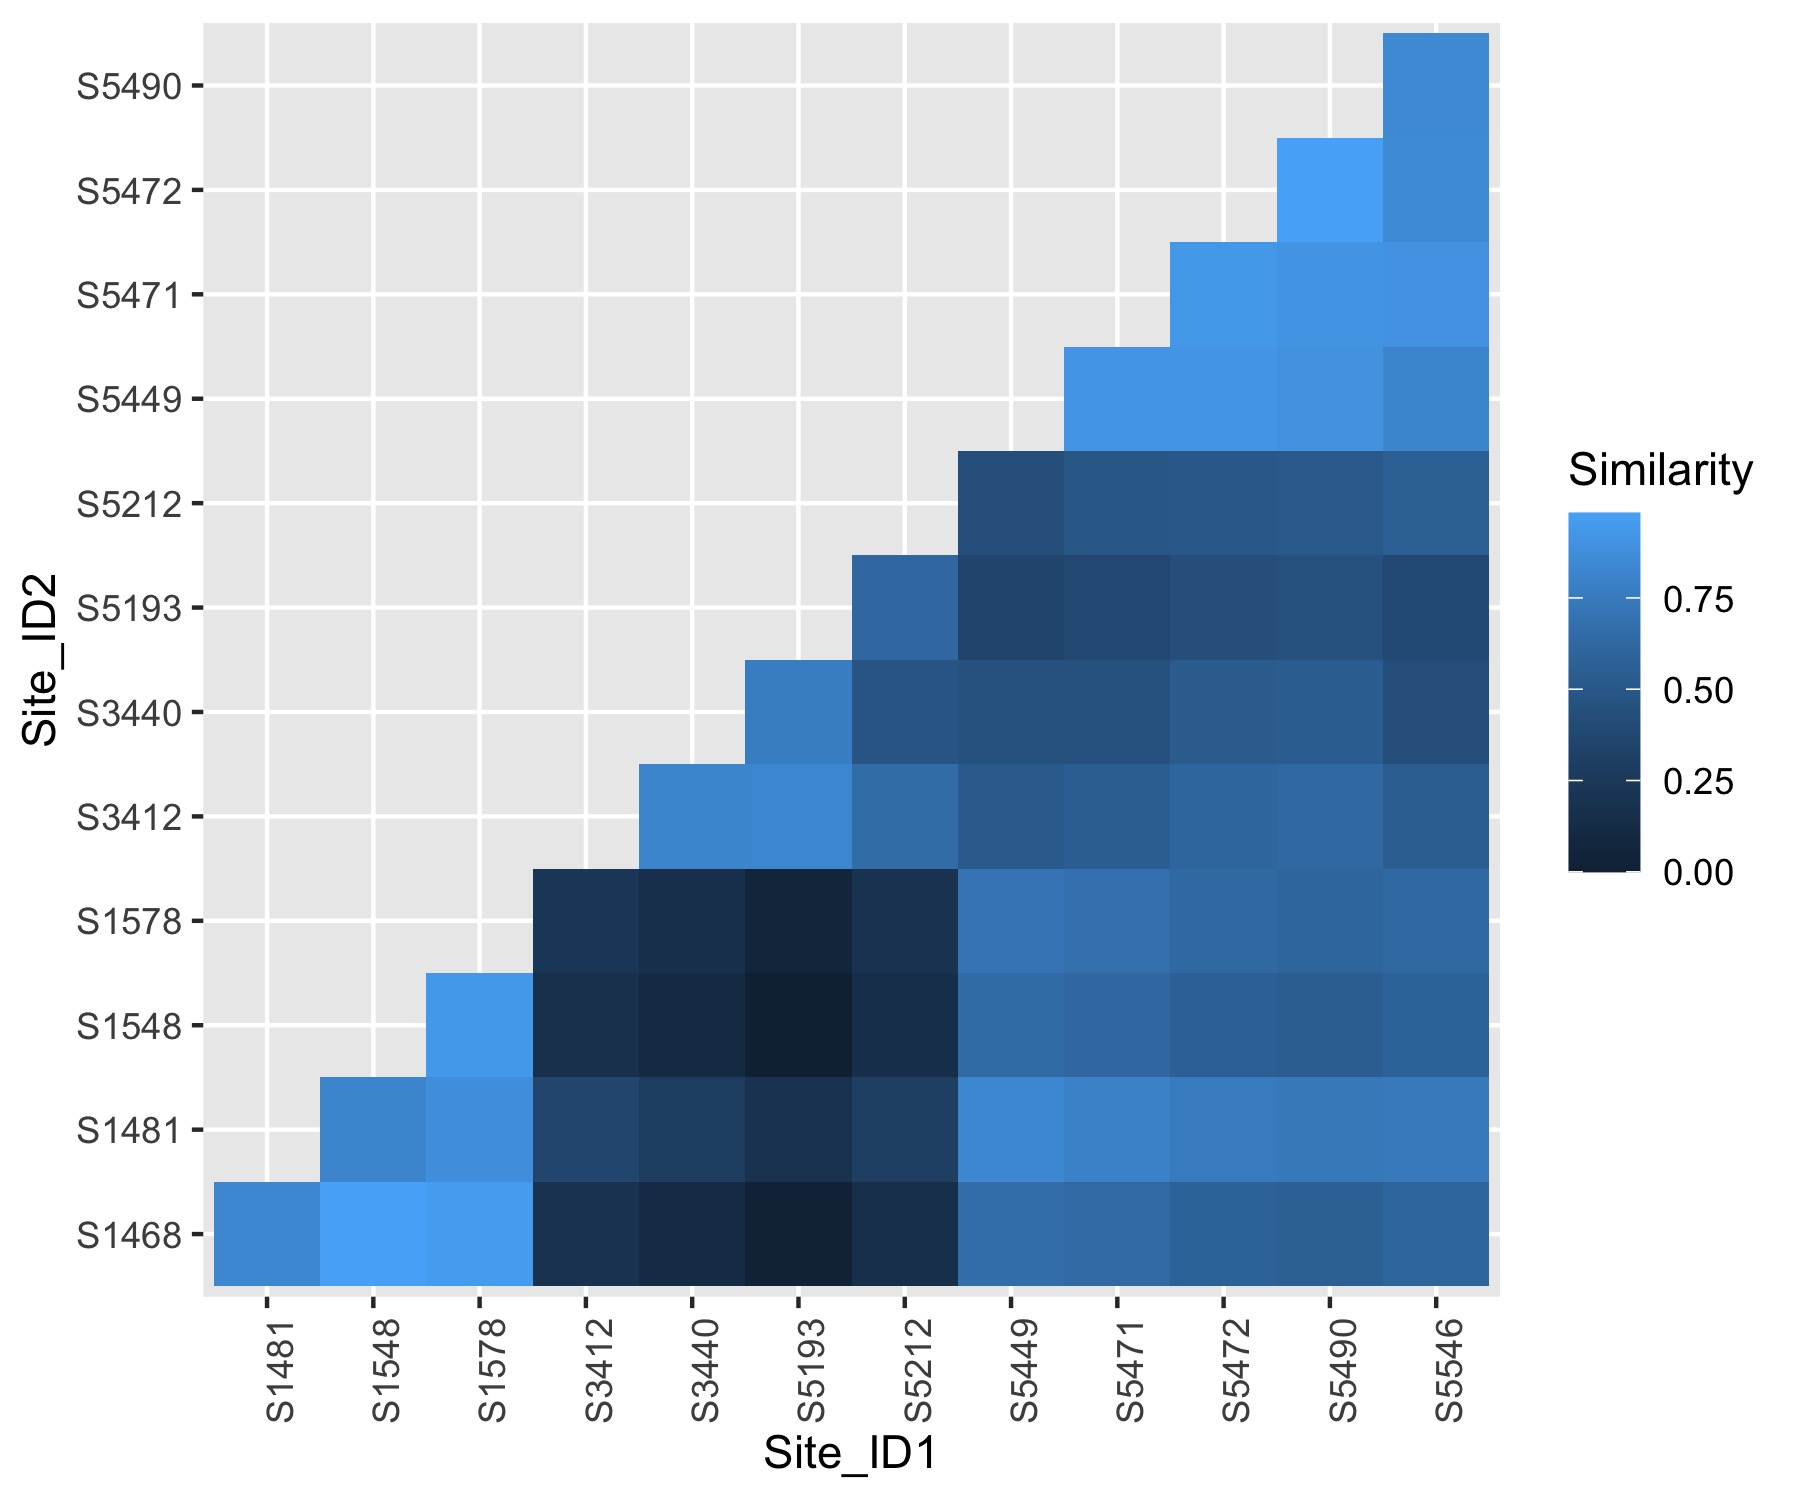 S5490
S5472
S5471
S5449
S5212
S5193
S3440
S3412
S1578
S1548
S1481
S1468
Site_ID2
S1481
S1548
S1578
S3412
S3440
S5193
S5212
S5449
S5471
S5472
S5490
S5546
Site_ID1
Similarity
0.75
0.50
0.25
0.00